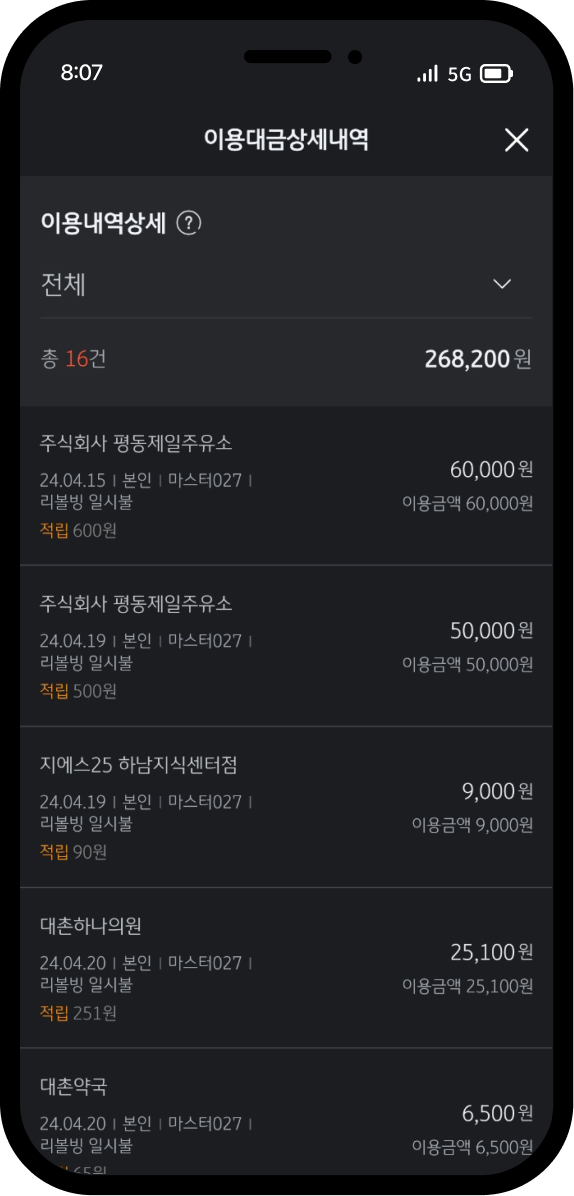 8:07
5G
이용대금상세내역
이용내역상세 ?
전체
총 16건
268,200원
주식회사 평동제일주유소
24.04.15 | 본인 | 마스터027 |
리볼빙 일시불
적립 600원
60,000원
이용금액 60,000원
주식회사 평동제일주유소
24.04.19 | 본인 | 마스터027 |
리볼빙 일시불
적립 500원
50,000원
이용금액 50,000원
지에스25 하남지식센터점
24.04.19 | 본인 | 마스터027 |
리볼빙 일시불
적립 90원
9,000원
이용금액 9,000원
대촌하나의원
24.04.20 | 본인 | 마스터027 |
리볼빙 일시불
적립 251원
25,100원
이용금액 25,100원
대촌약국
24.04.20 | 본인 | 마스터027 |
리볼빙 일시불
6,500원
이용금액 6,500원